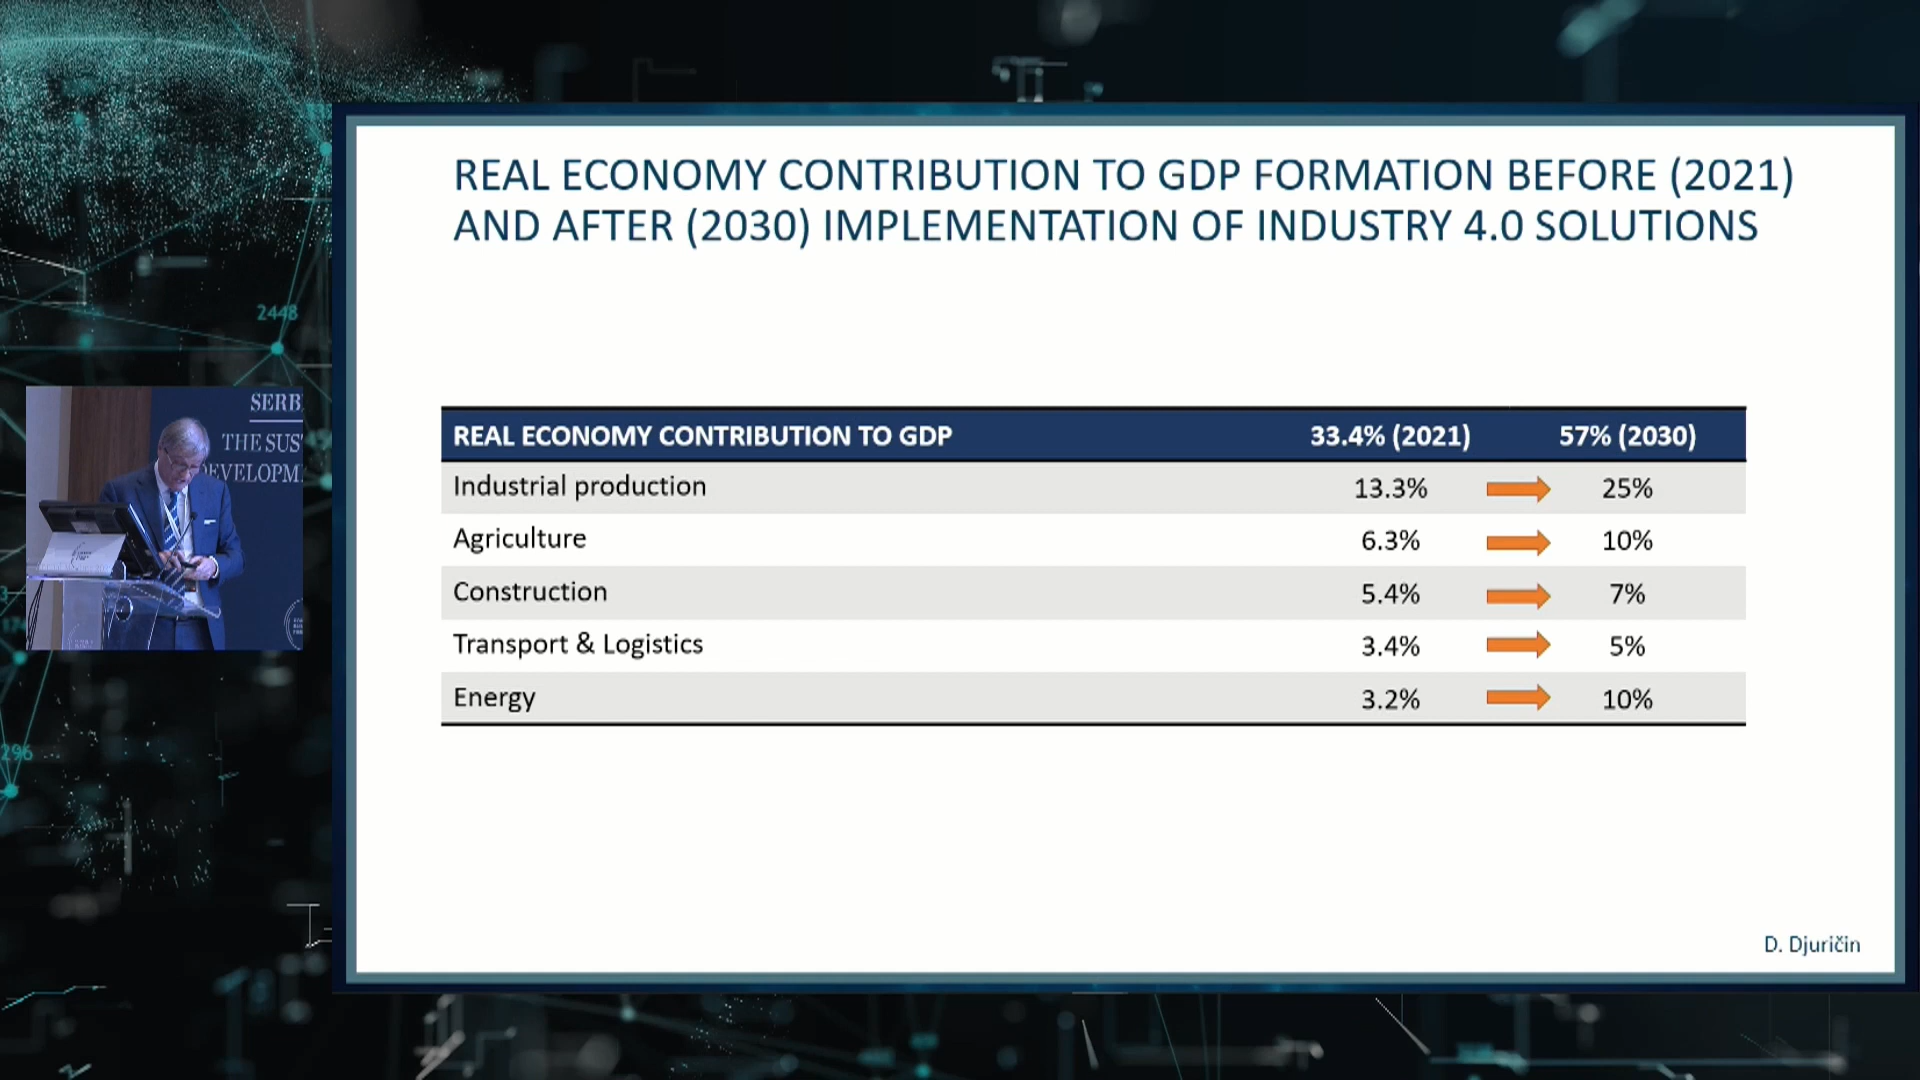 REAL ECONOMY CONTRIBUTION TO GDP FORMATION BEFORE (2021)
AND AFTER (2030) IMPLEMENTATION OF INDUSTRY 4.0 SOLUTIONS
REAL ECONOMY CONTRIBUTION TO GDP 33.4% (2021) 57% (2030)
Industrial production 13.3% 25%
Agriculture 6.3% 10%
Construction 5.4% 7%
Transport & Logistics 3.4% 5%
Energy 3.2% 10%
D. Djuričin
2448
SERB
THE SUS
DEVELOPM
296